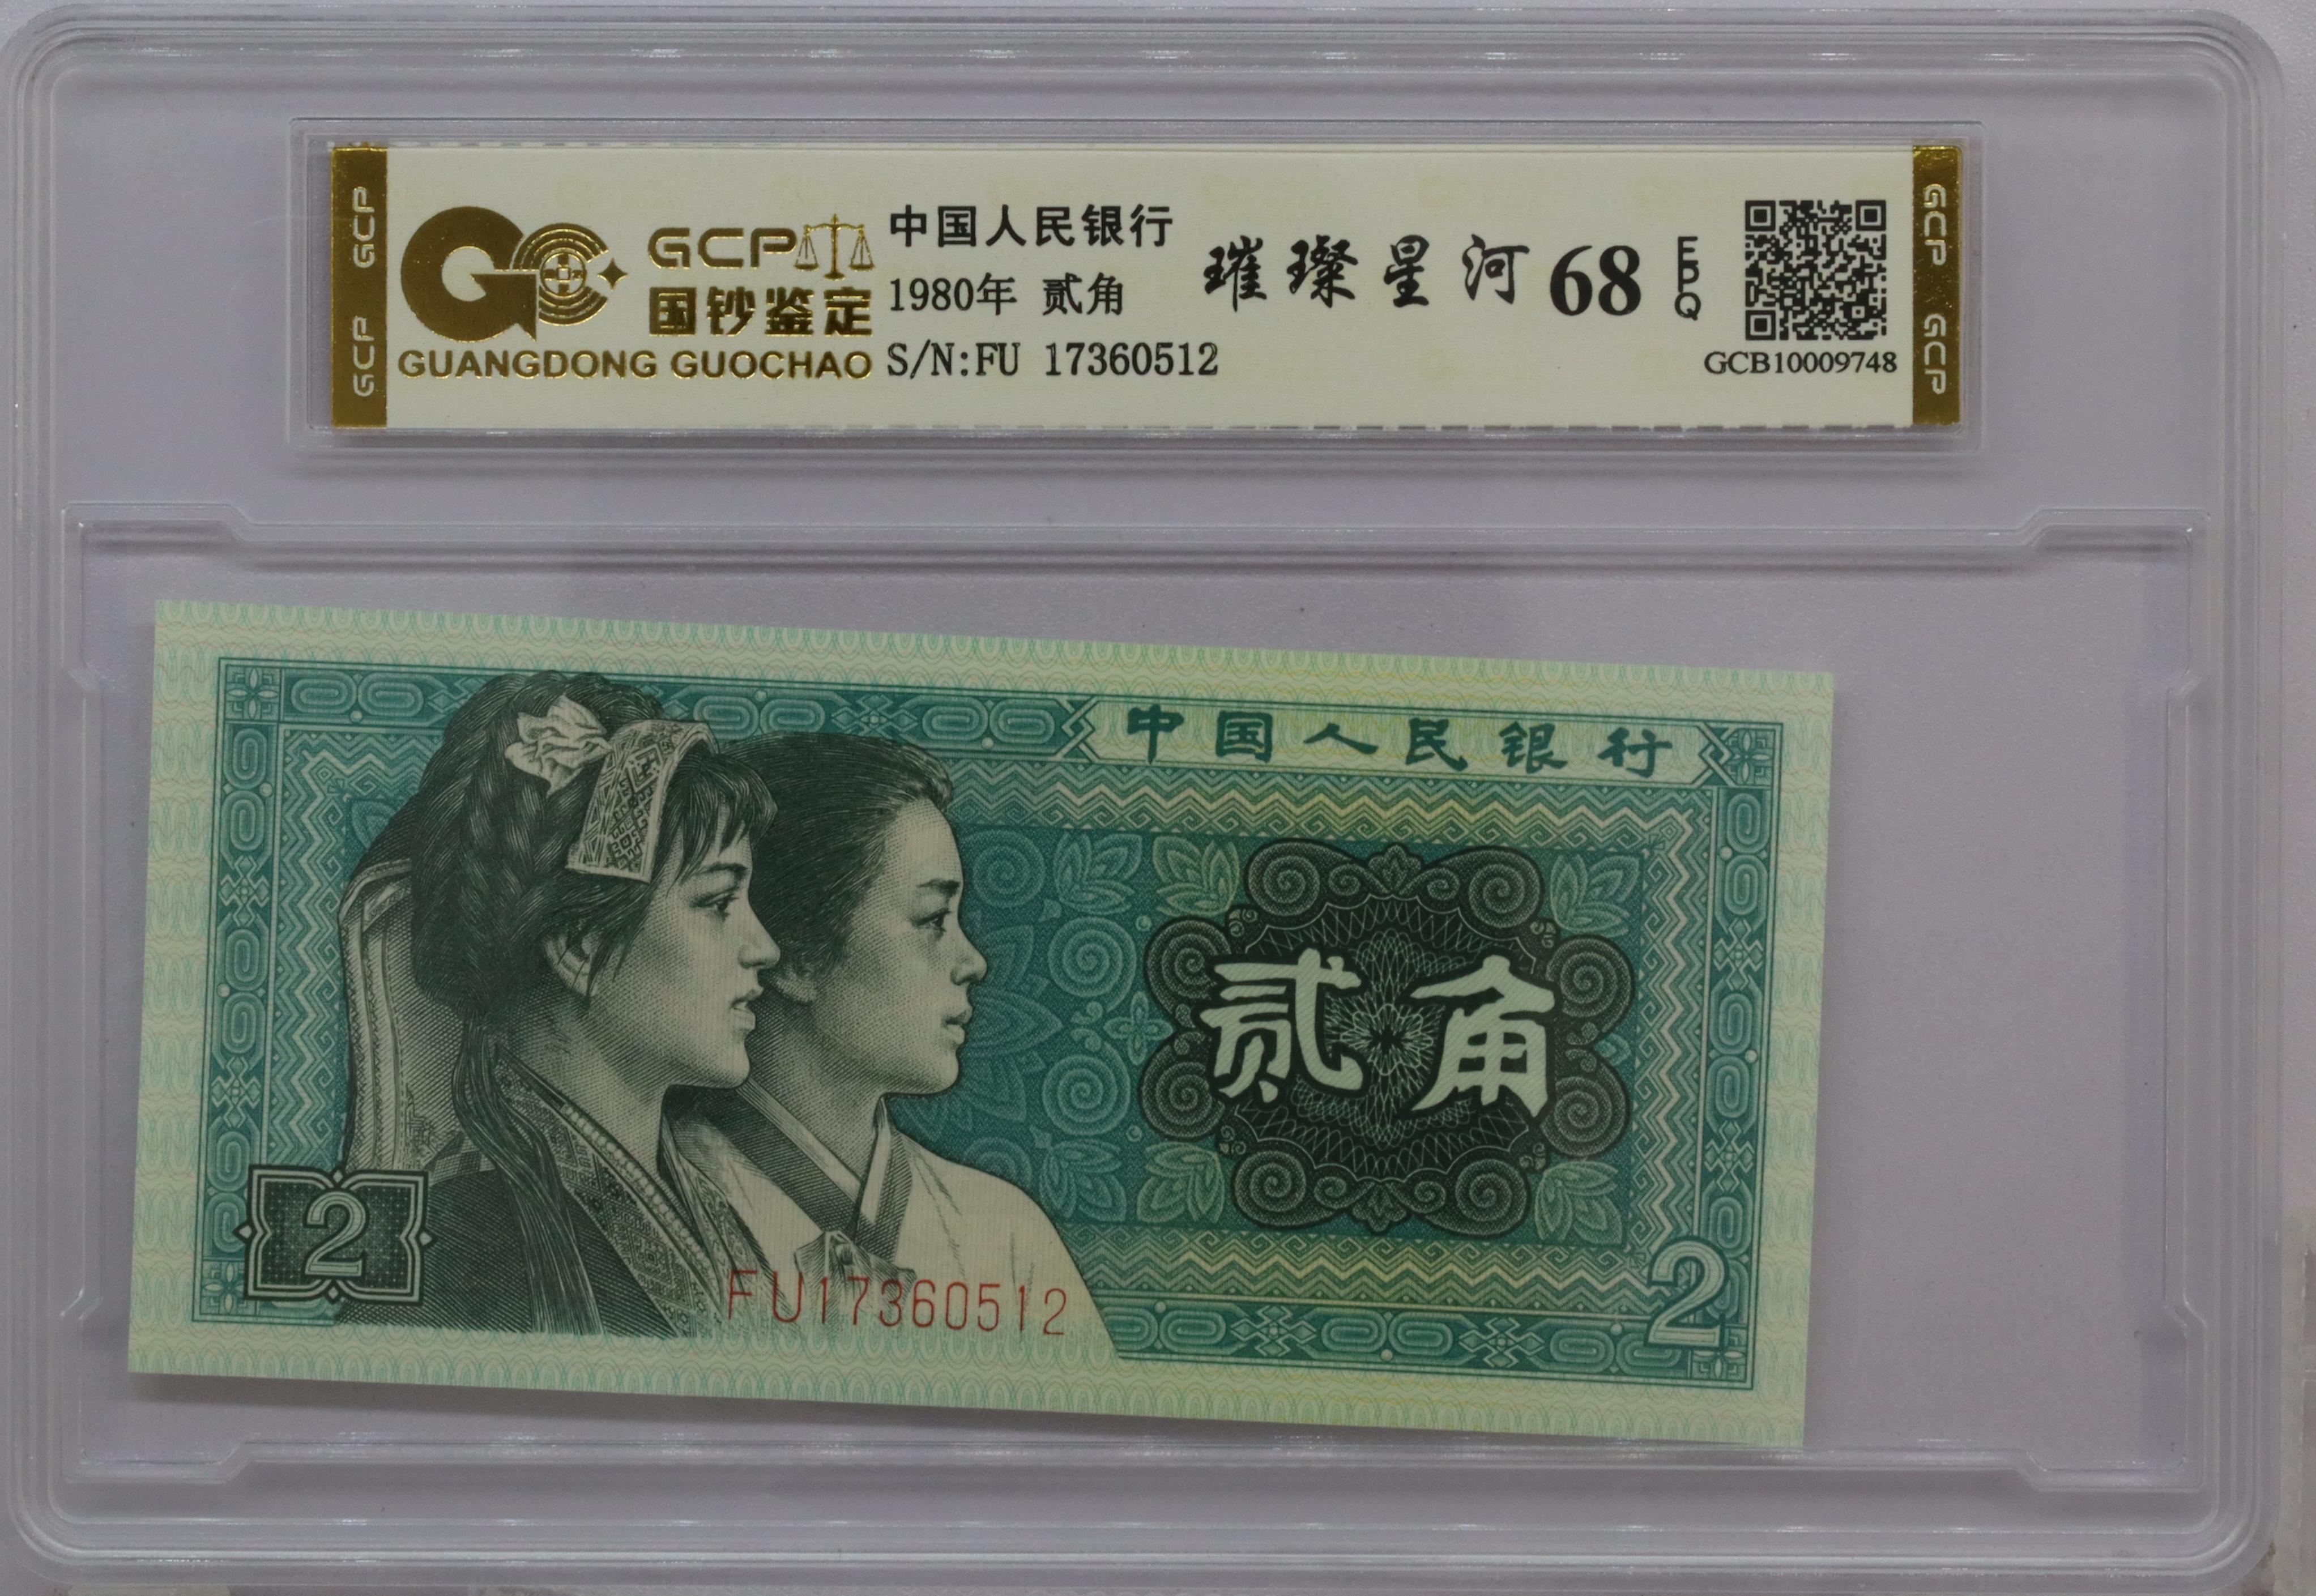 GCP GCP
GCP
国钞鉴定
GUANGDONG GUOCHAO
中国人民银行
1980年 贰角
S/N:FU 17360512
璀璨星河 68 EPQ
GCB10009748
GCP GCP
中国人民银行
贰角
2
FU17360512
2